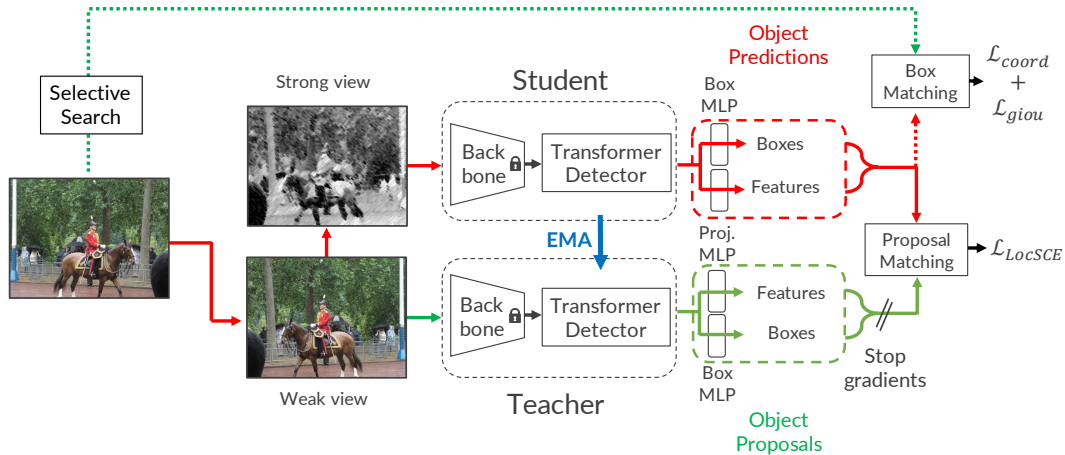 Object
Predictions
Selective
Search
Strong view
Student
Box
MLP
Box
Matching
ℒ_coord
+
ℒ_giou
Back
bone
Transformer
Detector
Boxes
Features
EMA
Proj.
MLP
Proposal
Matching
ℒ_LocSCE
Back
bone
Transformer
Detector
Features
Boxes
Stop
gradients
Weak view
Teacher
Box
MLP
Object
Proposals